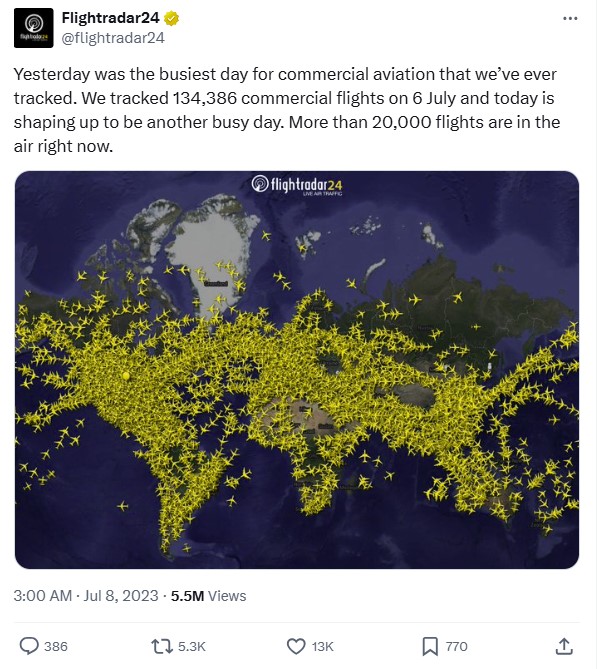 Flightradar24
@flightradar24
Yesterday was the busiest day for commercial aviation that we’ve ever
tracked. We tracked 134,386 commercial flights on 6 July and today is
shaping up to be another busy day. More than 20,000 flights are in the
air right now.
flightradar24
LIVE AIR TRAFFIC
3:00 AM · Jul 8, 2023 · 5.5M Views
386 5.3K 13K 770